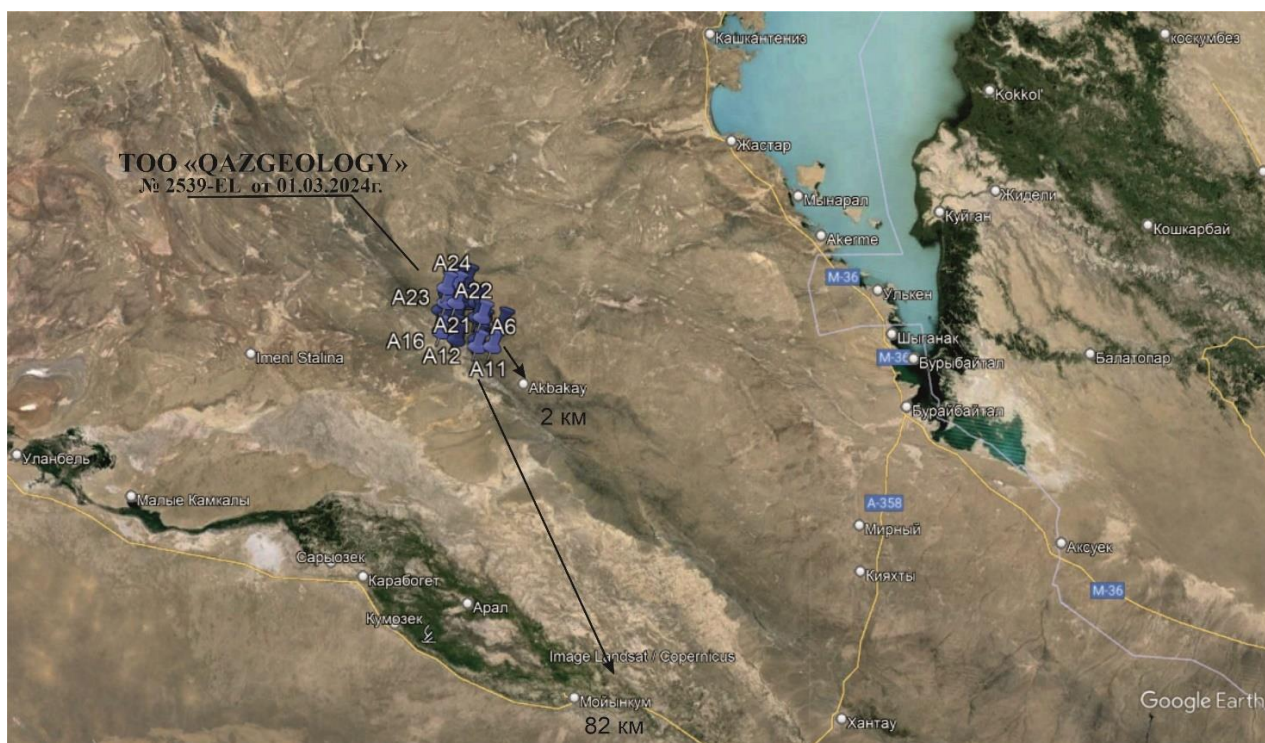 Кашкантениз
коскумбез
Kokkol'
Жастар
ТОО «QAZGEOLOGY»
№ 2539-EL от 01.03.2024г.
Мынарал
Жидели
Куйган
Кошкарбай
Akerme
A24
M-36
A23
A22
Улькен
A21
A6
A16
Шыганак
Imeni Stalina
A12
M-36
Бурыбайтал
Балатопар
A11
Akbakay
2 км
Бурайбайтал
Уланбель
Малые Камкалы
A-358
Мирный
Аксуек
Сарыозек
Карабогет
Кияхты
M-36
Арал
Кумозек
Image Landsat / Copernicus
Мойынкум
Google Earth
82 км
Хантау